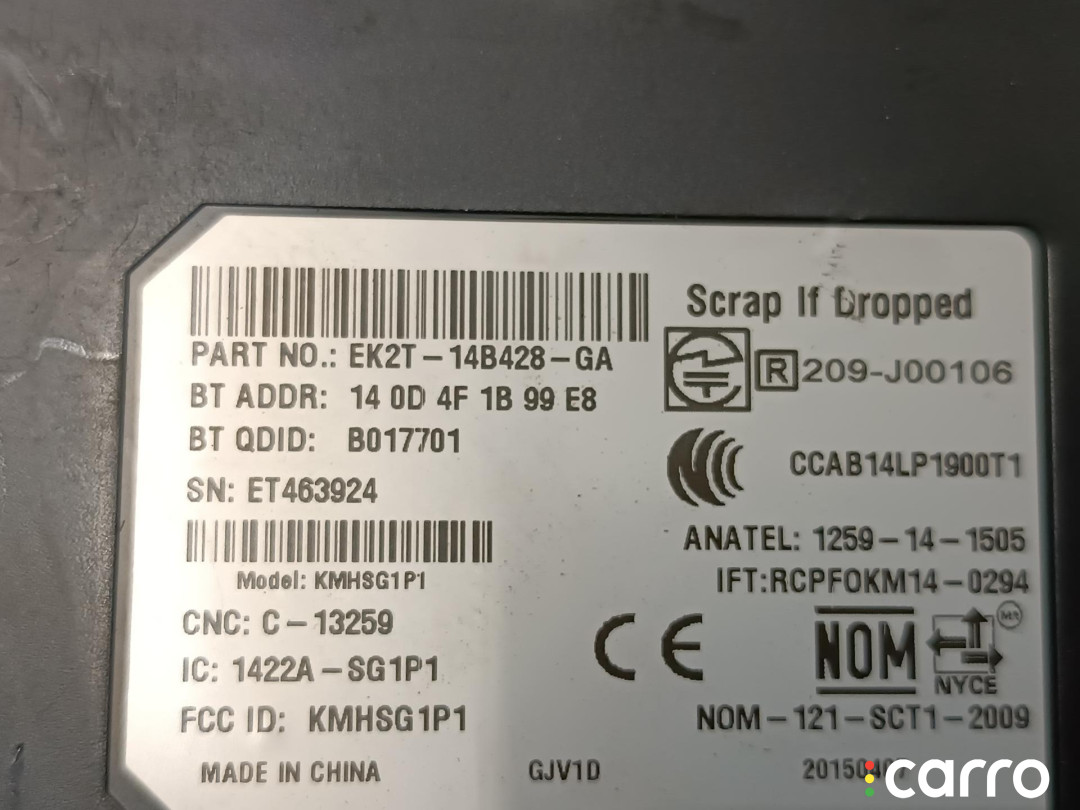 PART NO.: EK2T-14B428-GA
BT ADDR: 14 0D 4F 1B 99 E8
BT QDID: B017701
SN: ET463924
Model: KMHSG1P1
CNC: C-13259
IC: 1422A-SG1P1
FCC ID: KMHSG1P1
MADE IN CHINA
GJV1D
Scrap If Dropped
R 209-J00106
CCAB14LP1900T1
ANATEL: 1259-14-1505
IFT:RCPFOKM14-0294
CE
NOM
NYCE
NOM-121-SCT1-2009
carro